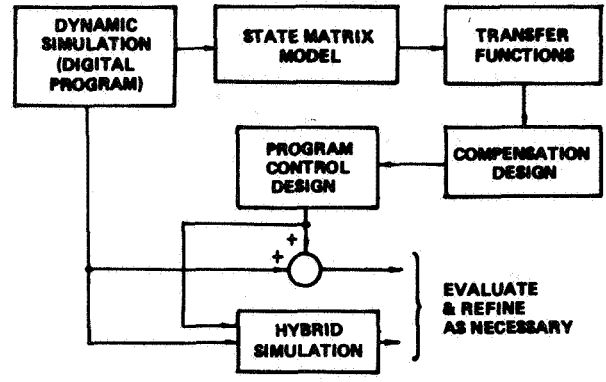 DYNAMIC
SIMULATION
(DIGITAL
PROGRAM)
STATE MATRIX
MODEL
TRANSFER
FUNCTIONS
PROGRAM
CONTROL
DESIGN
COMPENSATION
DESIGN
+
+
EVALUATE
& REFINE
AS NECESSARY
HYBRID
SIMULATION